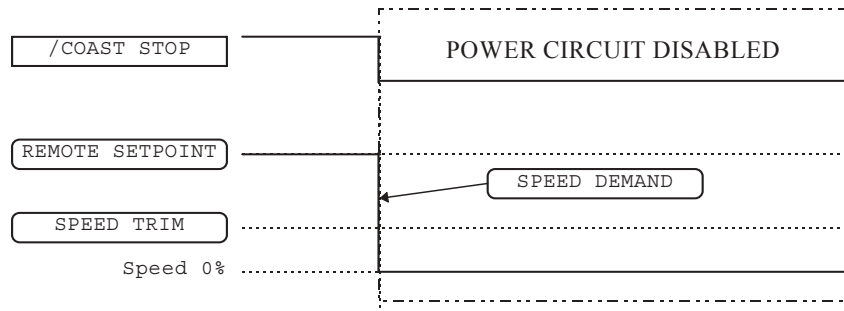 /COAST STOP
POWER CIRCUIT DISABLED
REMOTE SETPOINT
SPEED DEMAND
SPEED TRIM
Speed 0%